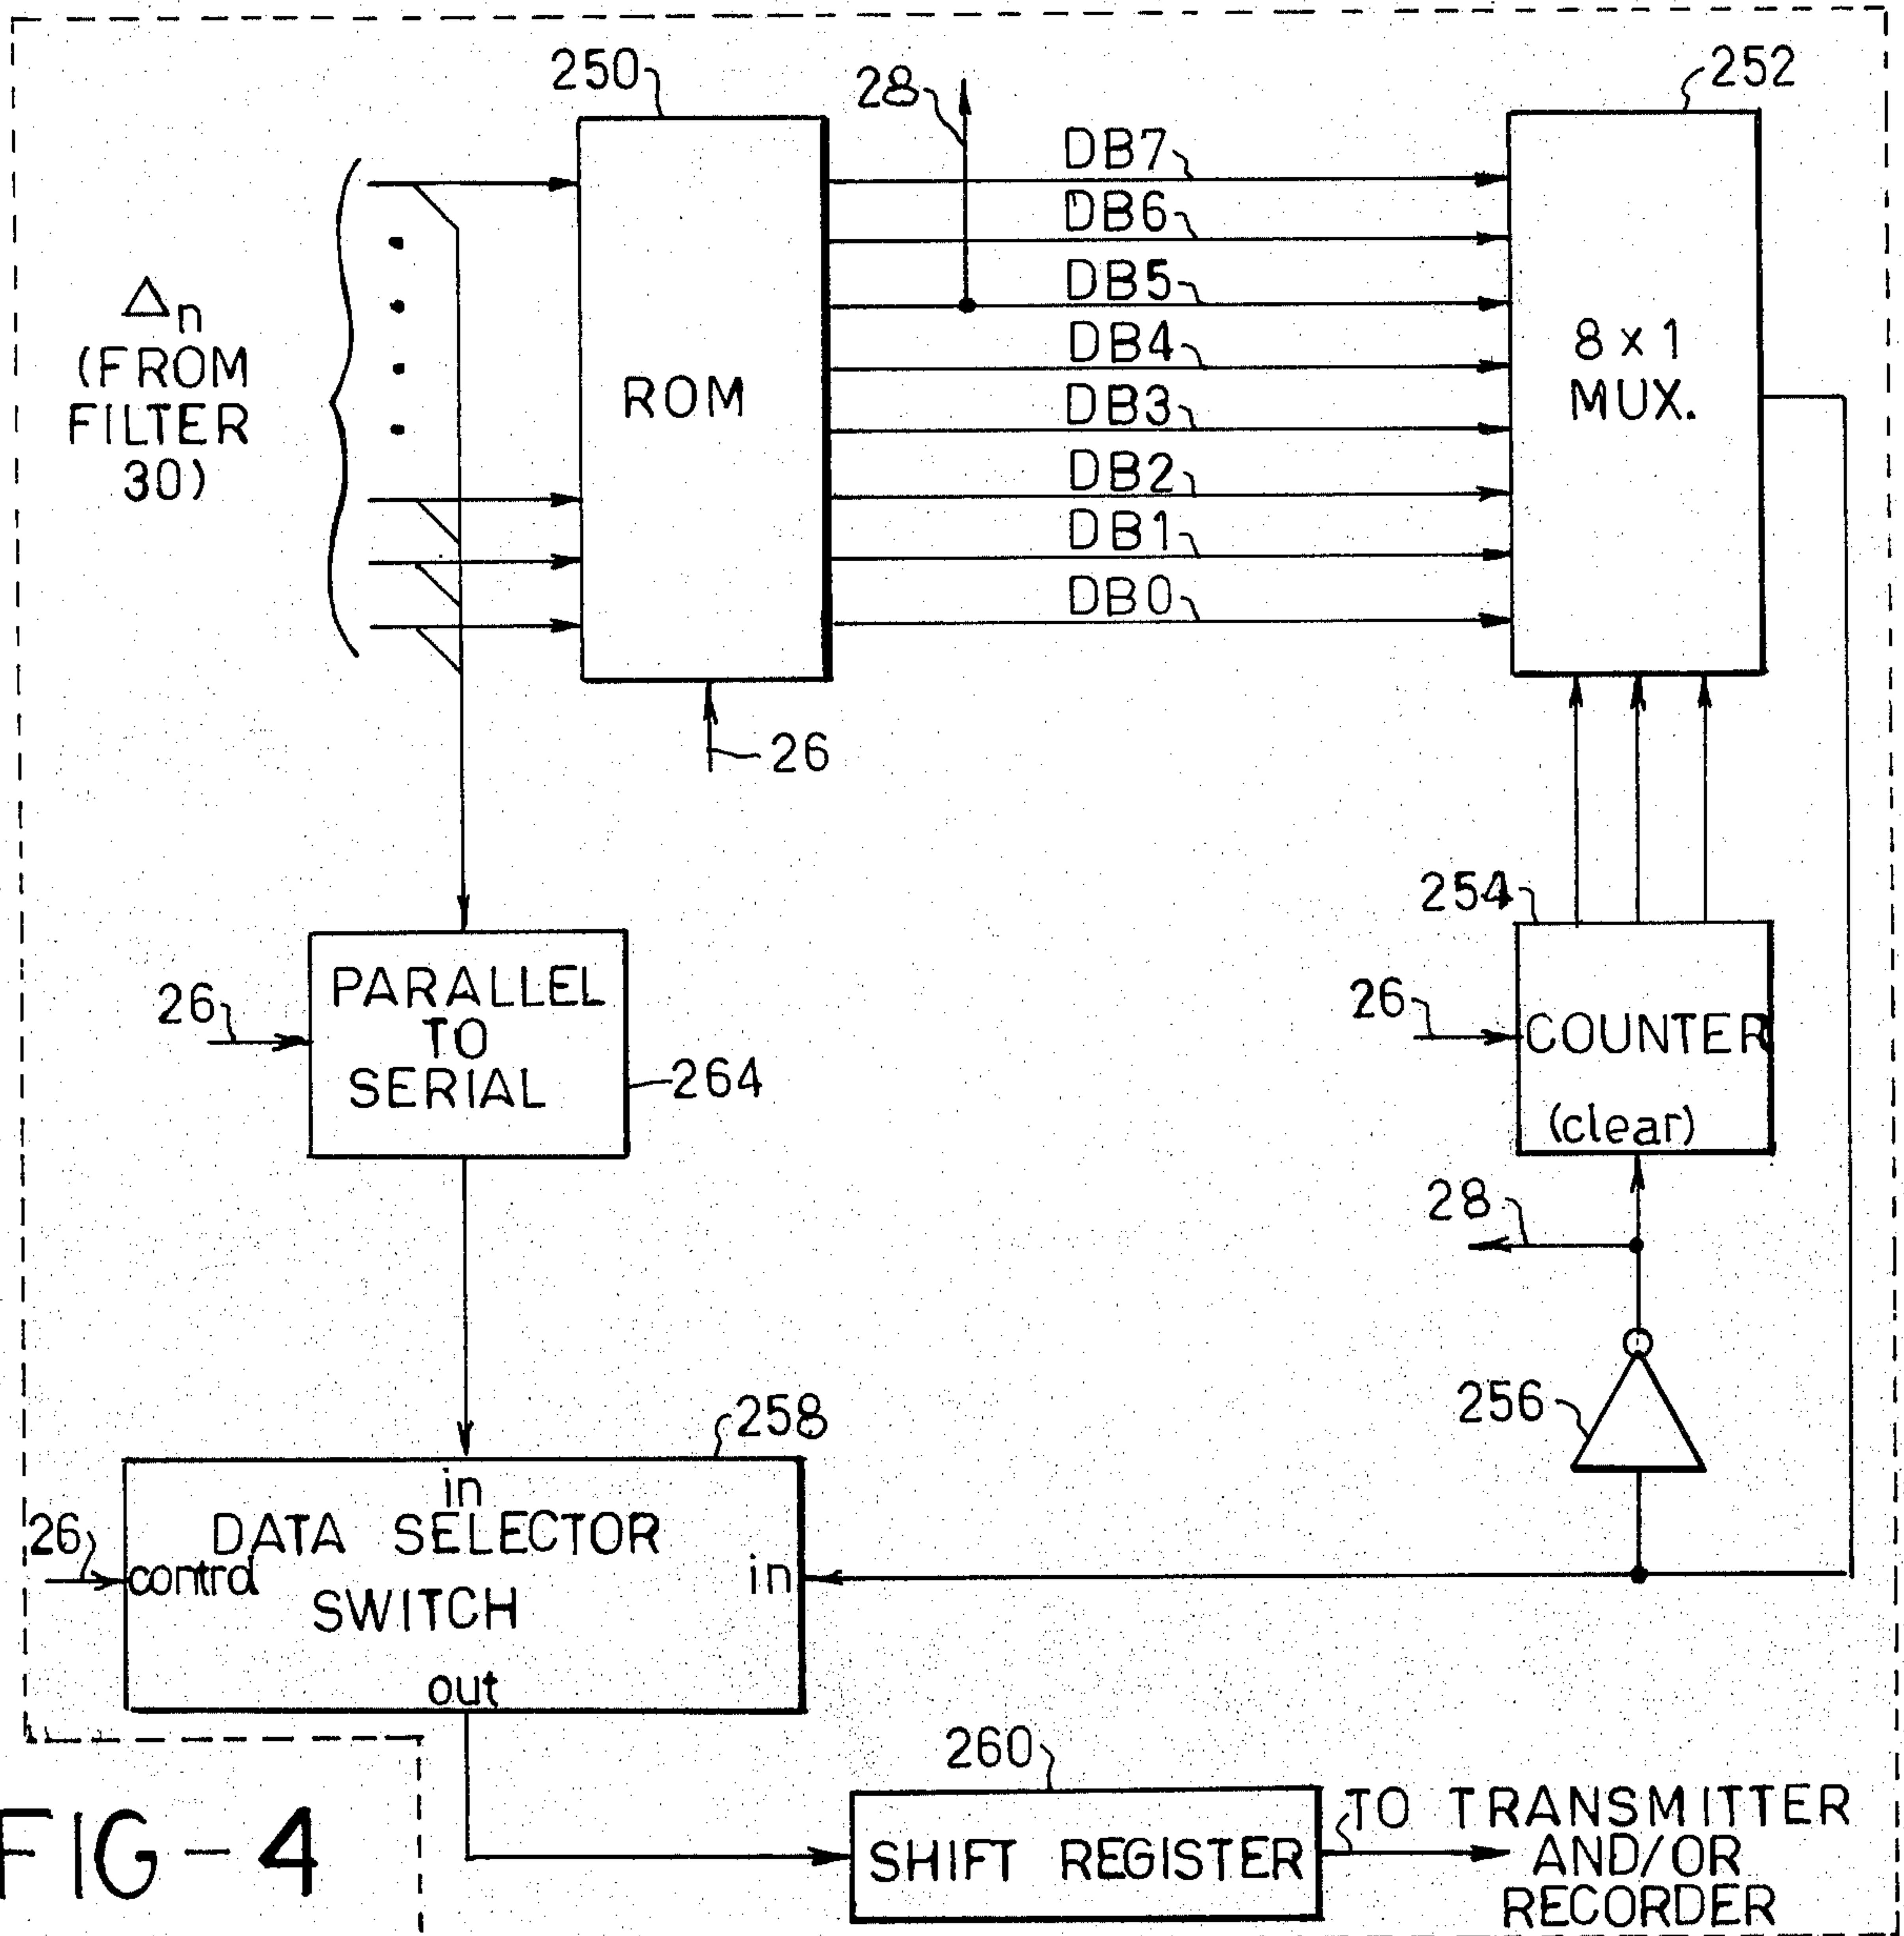 250
28
252
DB7
DB6
DB5
DB4
DB3
DB2
DB1
DB0
Δn
(FROM
FILTER
30)
ROM
8 x 1
MUX.
26
254
26
PARALLEL
TO
SERIAL
264
26
COUNTER
(clear)
28
256
258
in
DATA SELECTOR
SWITCH
26
control
in
out
260
SHIFT REGISTER
TO TRANSMITTER
AND/OR
RECORDER
FIG-4